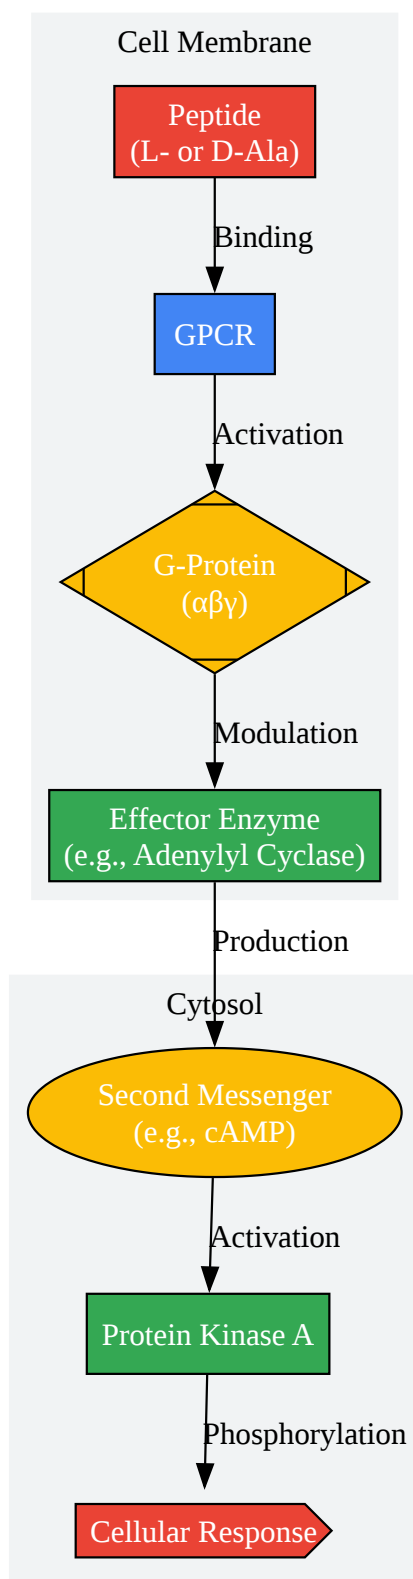 Cell Membrane
Peptide
(L- or D-Ala)
Binding
GPCR
Activation
G-Protein
(αβγ)
Modulation
Effector Enzyme
(e.g., Adenylyl Cyclase)
Production
Cytosol
Second Messenger
(e.g., cAMP)
Activation
Protein Kinase A
Phosphorylation
Cellular Response